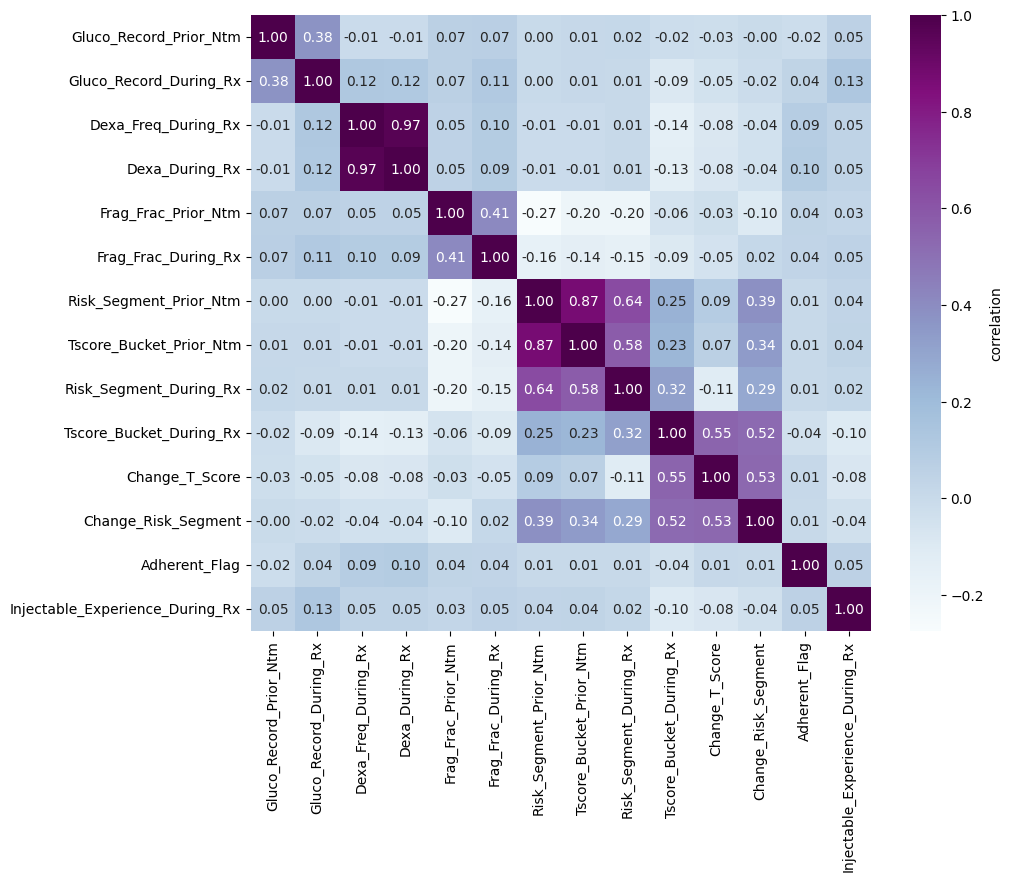 Gluco_Record_Prior_Ntm 1.00 0.38 -0.01 -0.01 0.07 0.07 0.00 0.01 0.02 -0.02 -0.03 -0.00 -0.02 0.05
Gluco_Record_During_Rx 0.38 1.00 0.12 0.12 0.07 0.11 0.00 0.01 0.01 -0.09 -0.05 -0.02 0.04 0.13
Dexa_Freq_During_Rx -0.01 0.12 1.00 0.97 0.05 0.10 -0.01 -0.01 0.01 -0.14 -0.08 -0.04 0.09 0.05
Dexa_During_Rx -0.01 0.12 0.97 1.00 0.05 0.09 -0.01 -0.01 0.01 -0.13 -0.08 -0.04 0.10 0.05
Frag_Frac_Prior_Ntm 0.07 0.07 0.05 0.05 1.00 0.41 -0.27 -0.20 -0.20 -0.06 -0.03 -0.10 0.04 0.03
Frag_Frac_During_Rx 0.07 0.11 0.10 0.09 0.41 1.00 -0.16 -0.14 -0.15 -0.09 -0.05 0.02 0.04 0.05
Risk_Segment_Prior_Ntm 0.00 0.00 -0.01 -0.01 -0.27 -0.16 1.00 0.87 0.64 0.25 0.09 0.39 0.01 0.04
Tscore_Bucket_Prior_Ntm 0.01 0.01 -0.01 -0.01 -0.20 -0.14 0.87 1.00 0.58 0.23 0.07 0.34 0.01 0.04
Risk_Segment_During_Rx 0.02 0.01 0.01 0.01 -0.20 -0.15 0.64 0.58 1.00 0.32 -0.11 0.29 0.01 0.02
Tscore_Bucket_During_Rx -0.02 -0.09 -0.14 -0.13 -0.06 -0.09 0.25 0.23 0.32 1.00 0.55 0.52 -0.04 -0.10
Change_T_Score -0.03 -0.05 -0.08 -0.08 -0.03 -0.05 0.09 0.07 -0.11 0.55 1.00 0.53 0.01 -0.08
Change_Risk_Segment -0.00 -0.02 -0.04 -0.04 -0.10 0.02 0.39 0.34 0.29 0.52 0.53 1.00 0.01 -0.04
Adherent_Flag -0.02 0.04 0.09 0.10 0.04 0.04 0.01 0.01 0.01 -0.04 0.01 0.01 1.00 0.05
Injectable_Experience_During_Rx 0.05 0.13 0.05 0.05 0.03 0.05 0.04 0.04 0.02 -0.10 -0.08 -0.04 0.05 1.00
Gluco_Record_Prior_Ntm
Gluco_Record_During_Rx
Dexa_Freq_During_Rx
Dexa_During_Rx
Frag_Frac_Prior_Ntm
Frag_Frac_During_Rx
Risk_Segment_Prior_Ntm
Tscore_Bucket_Prior_Ntm
Risk_Segment_During_Rx
Tscore_Bucket_During_Rx
Change_T_Score
Change_Risk_Segment
Adherent_Flag
Injectable_Experience_During_Rx
1.0
0.8
0.6
0.4
0.2
0.0
−0.2
correlation